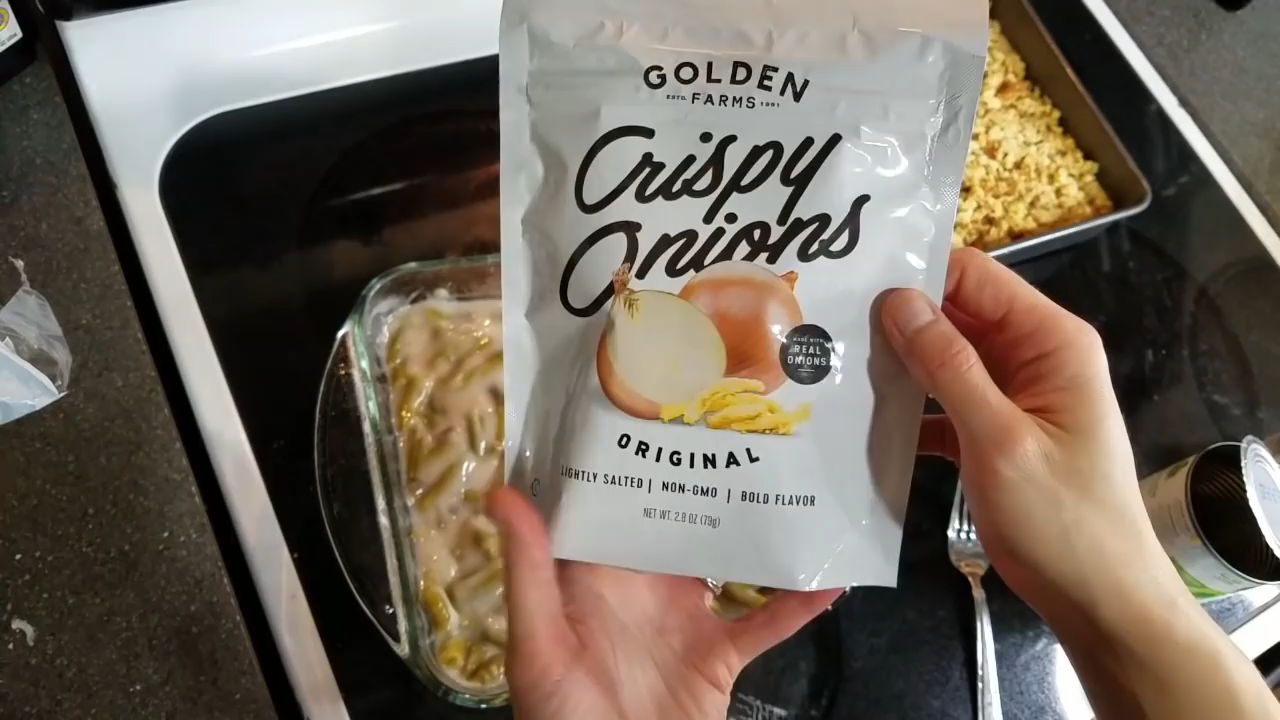 GOLDEN
ESTD. FARMS 1991
Crispy
Onions
MADE WITH
REAL
ONIONS
ORIGINAL
LIGHTLY SALTED | NON-GMO | BOLD FLAVOR
NET WT. 2.8 OZ (79g)